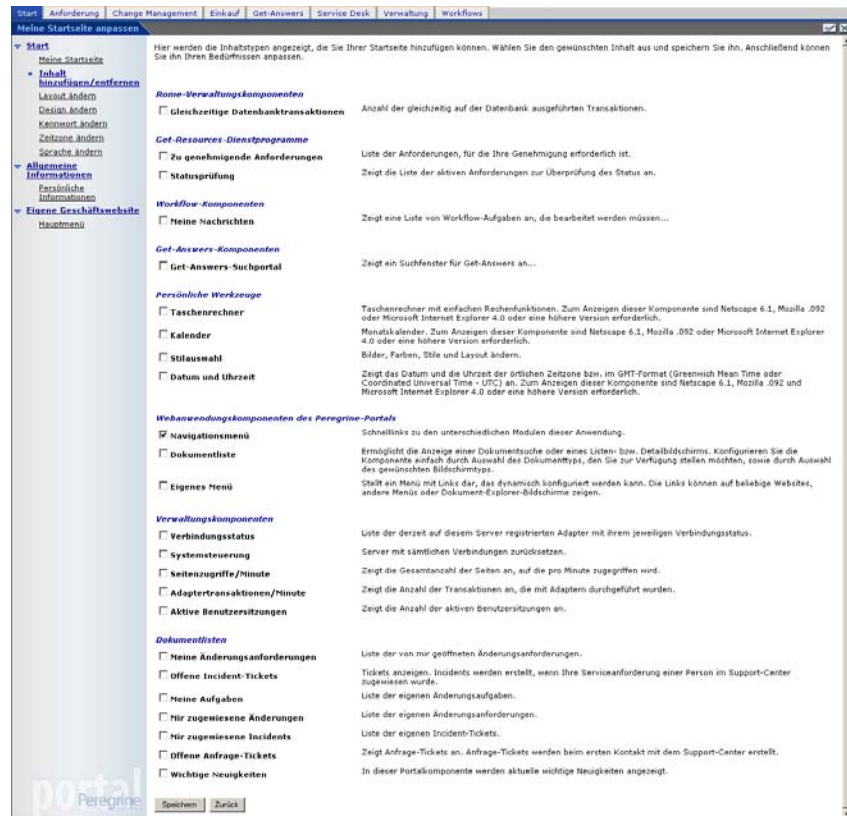 Start Anforderung Change Management Einkauf Get-Answers Service Desk Verwaltung Workflows
Meine Startseite anpassen
Start
Meine Startseite
Inhalt
hinzufügen/entfernen
Layout ändern
Design ändern
Kennwort ändern
Zeitzone ändern
Sprache ändern
Allgemeine
Informationen
Persönliche
Informationen
Eigene Geschäftswebsite
Hauptmenü
Hier werden die Inhaltstypen angezeigt, die Sie Ihrer Startseite hinzufügen können. Wählen Sie den gewünschten Inhalt aus und speichern Sie ihn. Anschließend können
Sie ihn Ihren Bedürfnissen anpassen.
Rome-Verwaltungskomponenten
Gleichzeitige Datenbanktransaktionen Anzahl der gleichzeitig auf der Datenbank ausgeführten Transaktionen.
Get-Resources-Dienstprogramme
Zu genehmigende Anforderungen Liste der Anforderungen, für die Ihre Genehmigung erforderlich ist.
Statusprüfung Zeigt die Liste der aktiven Anforderungen zur Überprüfung des Status an.
Workflow-Komponenten
Meine Nachrichten Zeigt eine Liste von Workflow-Aufgaben an, die bearbeitet werden müssen...
Get-Answers-Komponenten
Get-Answers-Suchportal Zeigt ein Suchfenster für Get-Answers an...
Persönliche Werkzeuge
Taschenrechner Taschenrechner mit einfachen Rechenfunktionen. Zum Anzeigen dieser Komponente sind Netscape 6.1, Mozilla .092
oder Microsoft Internet Explorer 4.0 oder eine höhere Version erforderlich.
Kalender Monatskalender. Zum Anzeigen dieser Komponente sind Netscape 6.1, Mozilla .092 oder Microsoft Internet Explorer
4.0 oder eine höhere Version erforderlich.
Stilauswahl Bilder, Farben, Stile und Layout ändern.
Datum und Uhrzeit Zeigt das Datum und die Uhrzeit der örtlichen Zeitzone bzw. im GMT-Format (Greenwich Mean Time oder
Coordinated Universal Time - UTC) an. Zum Anzeigen dieser Komponente sind Netscape 6.1, Mozilla .092 und
Microsoft Internet Explorer 4.0 oder eine höhere Version erforderlich.
Webanwendungskomponenten des Peregrine-Portals
Navigationsmenü Schnelllinks zu den unterschiedlichen Modulen dieser Anwendung.
Dokumentliste Ermöglicht die Anzeige einer Dokumentsuche oder eines Listen- bzw. Detailbildschirms. Konfigurieren Sie die
Komponente einfach durch Auswahl des Dokumenttyps, den Sie zur Verfügung stellen möchten, sowie durch Auswahl
des gewünschten Bildschirmtyps.
Eigenes Menü Stellt ein Menü mit Links dar, das dynamisch konfiguriert werden kann. Die Links können auf beliebige Websites,
andere Menüs oder Dokument-Explorer-Bildschirme zeigen.
Verwaltungskomponenten
Verbindungsstatus Liste der derzeit auf diesem Server registrierten Adapter mit ihrem jeweiligen Verbindungsstatus.
Systemsteuerung Server mit sämtlichen Verbindungen zurücksetzen.
Seitenzugriffe/Minute Zeigt die Gesamtanzahl der Seiten an, auf die pro Minute zugegriffen wird.
Adaptertransaktionen/Minute Zeigt die Anzahl der Transaktionen an, die mit Adaptern durchgeführt wurden.
Aktive Benutzersitzungen Zeigt die Anzahl der aktiven Benutzersitzungen an.
Dokumentlisten
Meine Änderungsanforderungen Liste der von mir geöffneten Änderungsanforderungen.
Offene Incident-Tickets Tickets anzeigen. Incidents werden erstellt, wenn Ihre Serviceanforderung einer Person im Support-Center
zugewiesen wurde.
Meine Aufgaben Liste der eigenen Änderungsaufgaben.
Mir zugewiesene Änderungen Liste der eigenen Änderungsanforderungen.
Mir zugewiesene Incidents Liste der eigenen Incident-Tickets.
Offene Anfrage-Tickets Zeigt Anfrage-Tickets an. Anfrage-Tickets werden beim ersten Kontakt mit dem Support-Center erstellt.
Wichtige Neuigkeiten In dieser Portalkomponente werden aktuelle wichtige Neuigkeiten angezeigt.
portal
Peregrine
Speichern Zurück